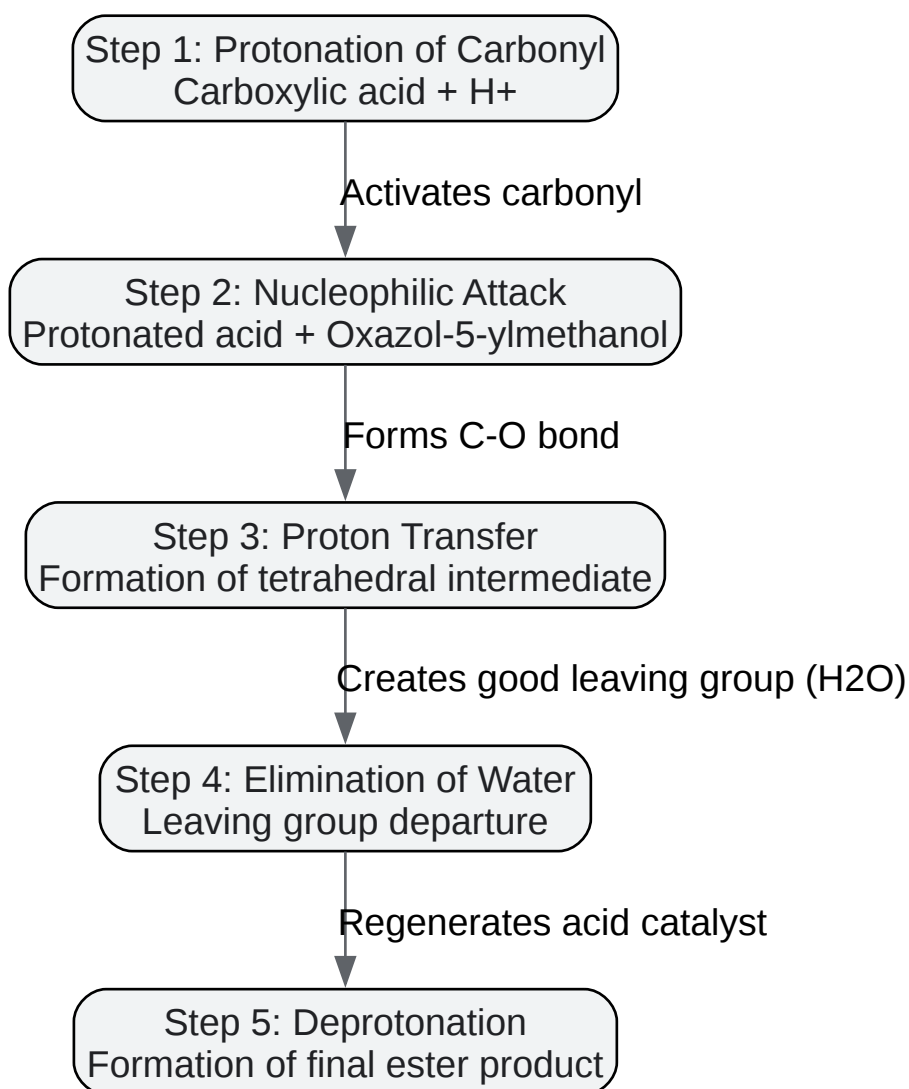 Step 1: Protonation of Carbonyl
Carboxylic acid + H+
Activates carbonyl
Step 2: Nucleophilic Attack
Protonated acid + Oxazol-5-ylmethanol
Forms C-O bond
Step 3: Proton Transfer
Formation of tetrahedral intermediate
Creates good leaving group (H2O)
Step 4: Elimination of Water
Leaving group departure
Regenerates acid catalyst
Step 5: Deprotonation
Formation of final ester product